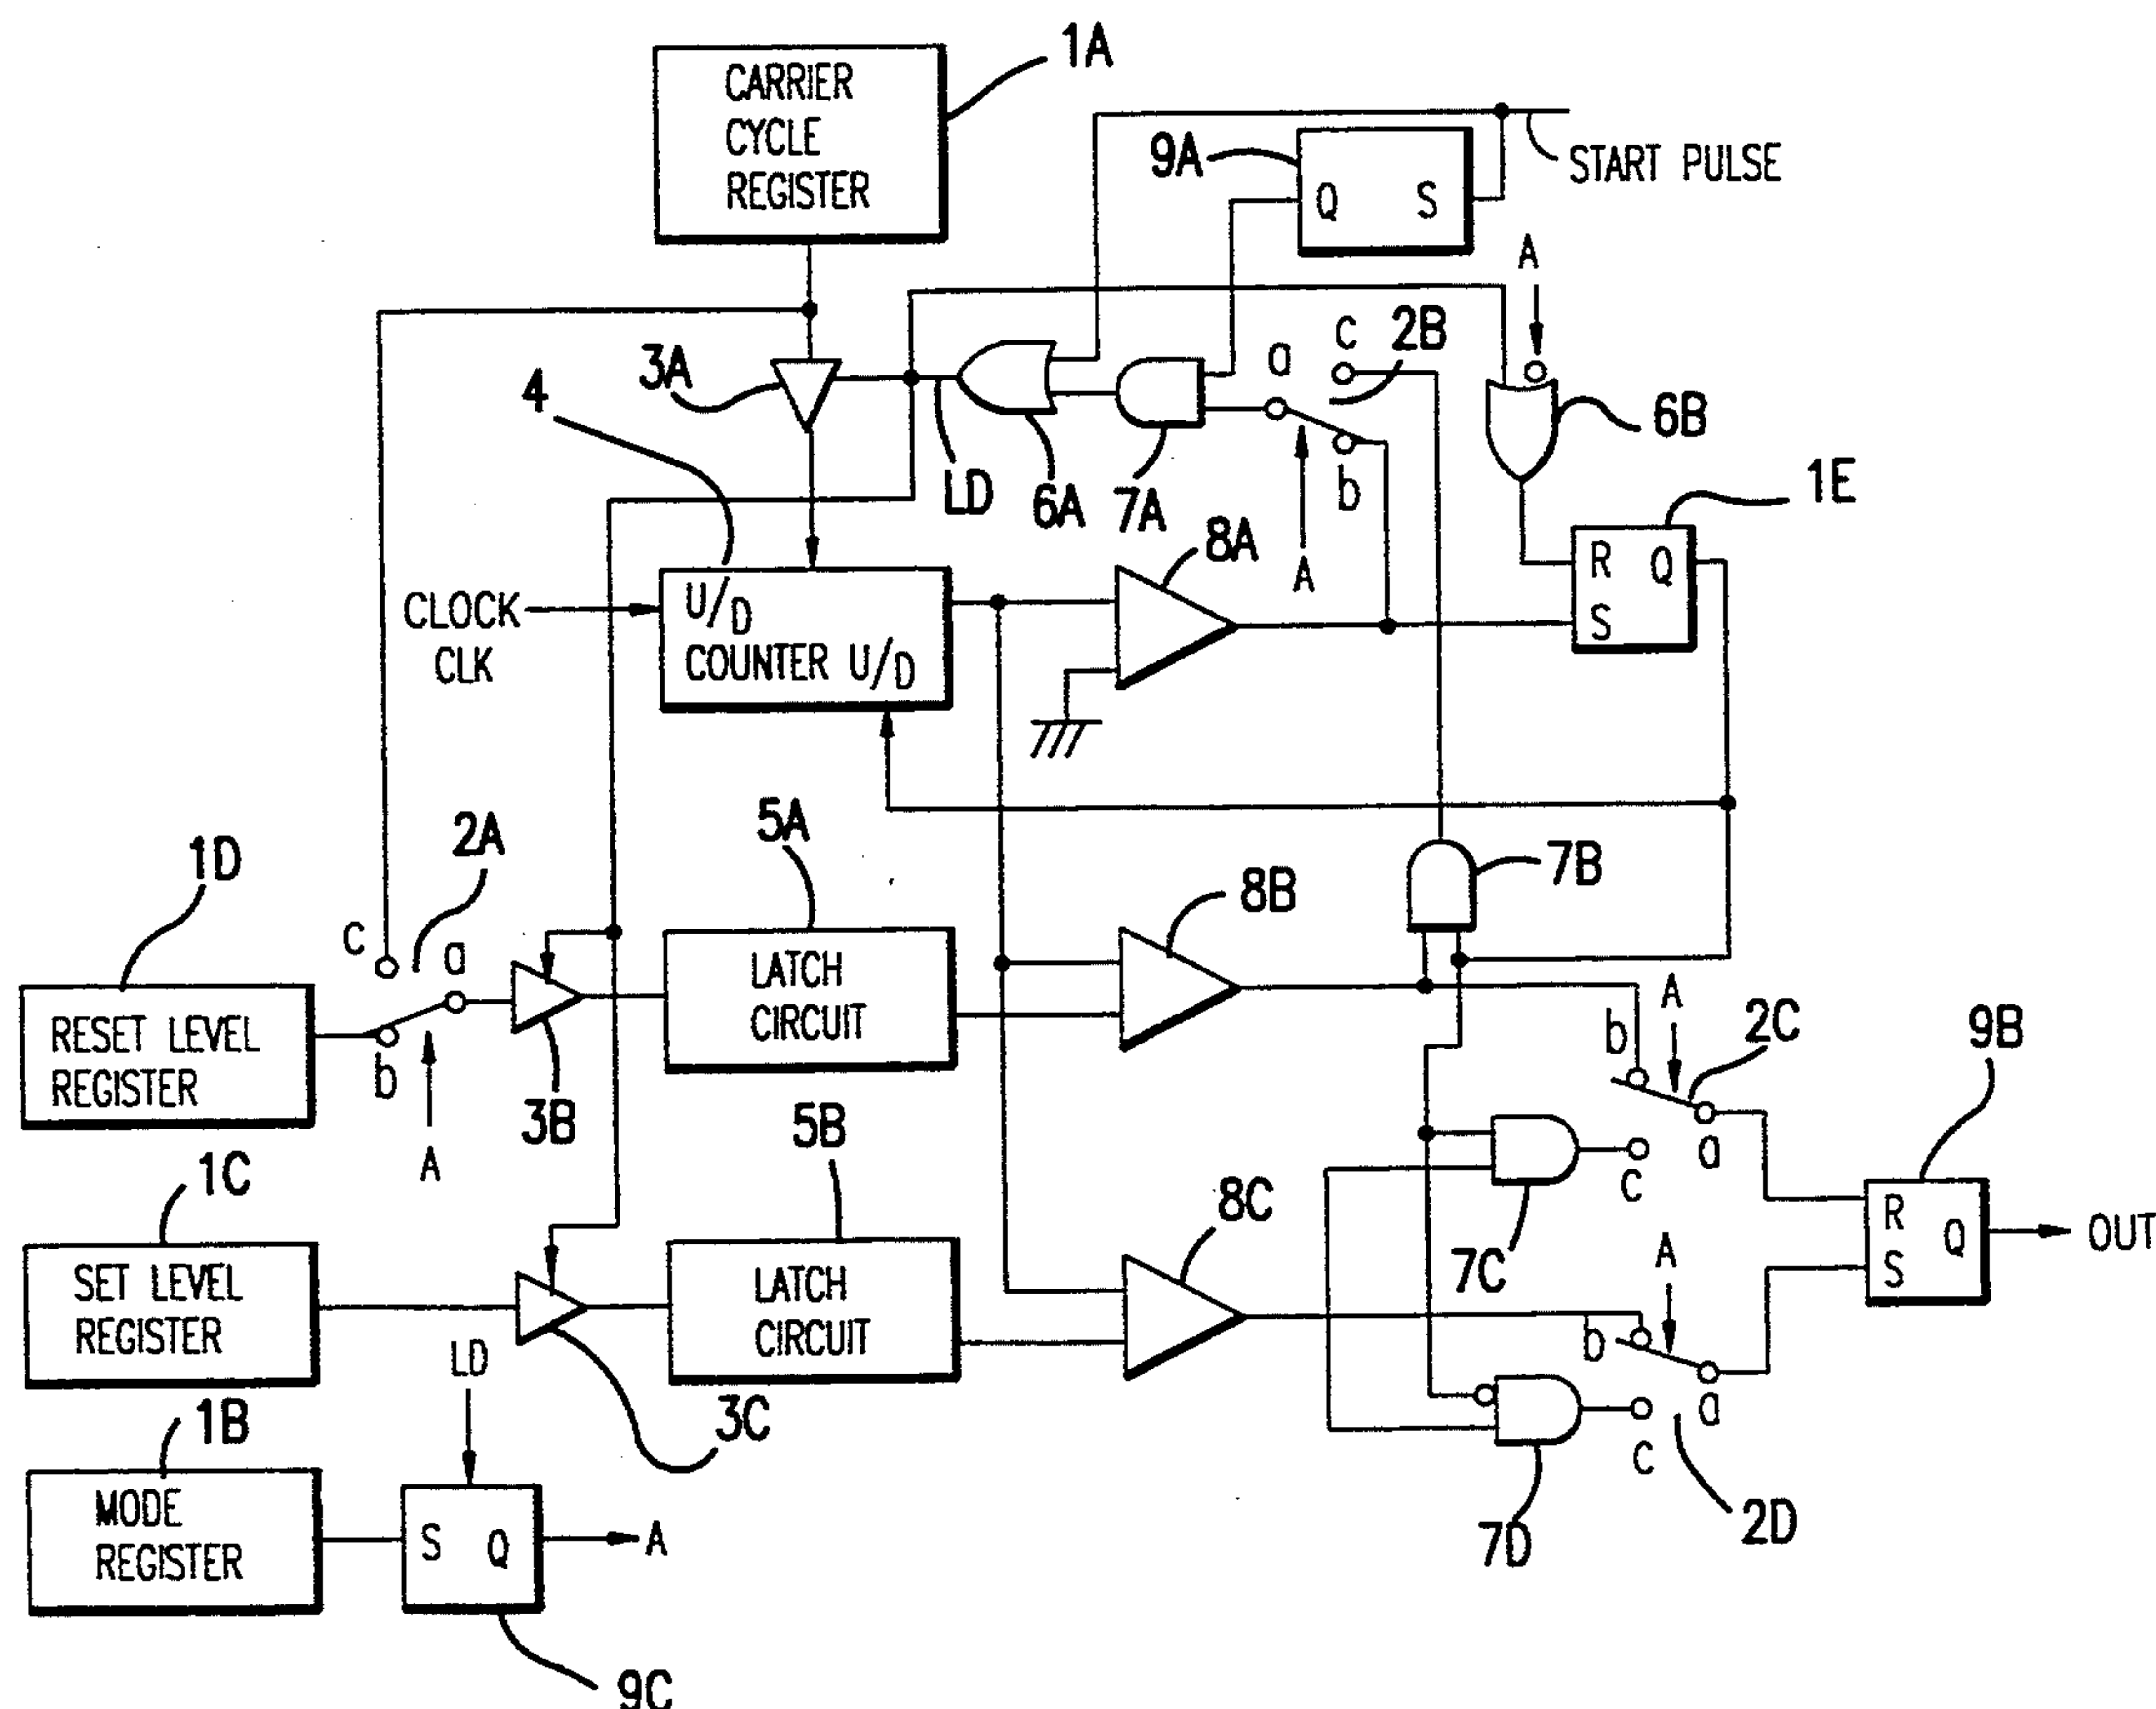 1A
CARRIER
CYCLE
REGISTER
9A
Q S
START PULSE
A
3A
4
LD
6A
7A
a
c
2B
b
A
6B
1E
8A
R Q
S
CLOCK
CLK
U/D
COUNTER U/D
1D
2A
5A
8B
7B
c
a
b
A
RESET LEVEL
REGISTER
3B
LATCH
CIRCUIT
A
2C
b
a
c
9B
1C
5B
8C
7C
A
R Q
S
OUT
SET LEVEL
REGISTER
LD
LATCH
CIRCUIT
b
a
c
3C
7D
2D
1B
MODE
REGISTER
S Q
A
9C